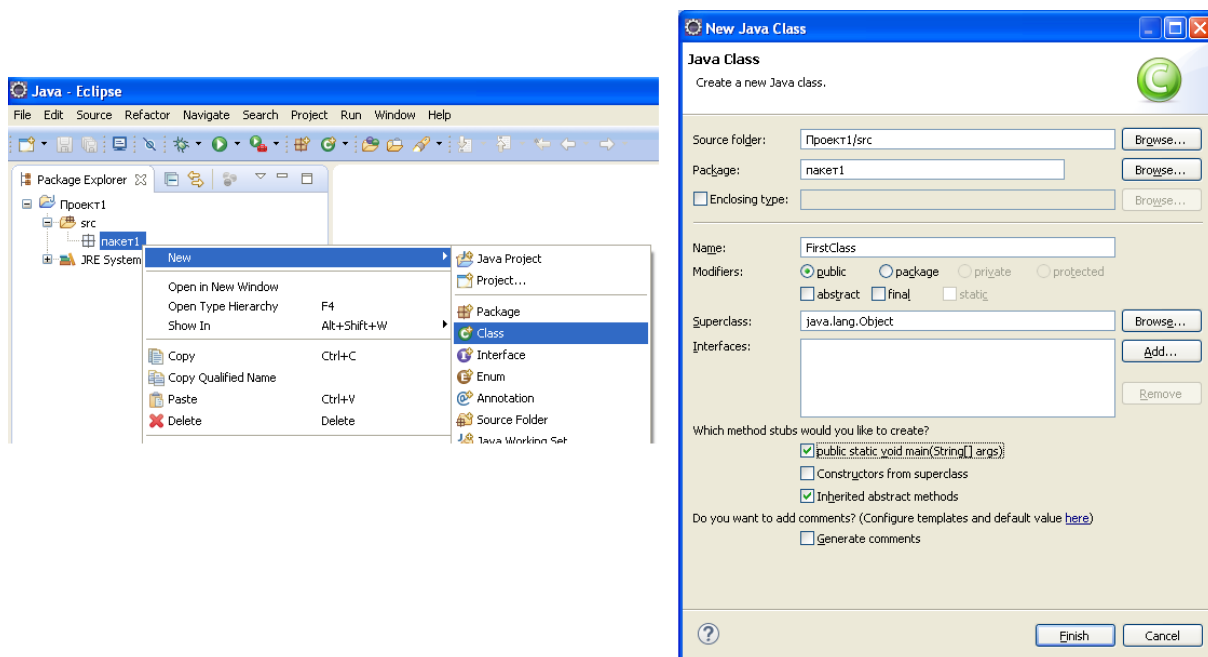 Java - Eclipse
File Edit Source Refactor Navigate Search Project Run Window Help
Package Explorer
Проект1
src
пакет1
JRE System
New
Open in New Window
Open Type Hierarchy F4
Show In Alt+Shift+W
Copy Ctrl+C
Copy Qualified Name
Paste Ctrl+V
Delete Delete
Java Project
Project...
Package
Class
Interface
Enum
Annotation
Source Folder
Java Working Set
New Java Class
Java Class
Create a new Java class.
Source folder: Проект1/src Browse...
Package: пакет1 Browse...
Enclosing type: Browse...
Name: FirstClass
Modifiers: public package private protected
abstract final static
Superclass: java.lang.Object Browse...
Interfaces: Add...
Remove
Which method stubs would you like to create?
public static void main(String[] args)
Constructors from superclass
Inherited abstract methods
Do you want to add comments? (Configure templates and default value here)
Generate comments
? Finish Cancel